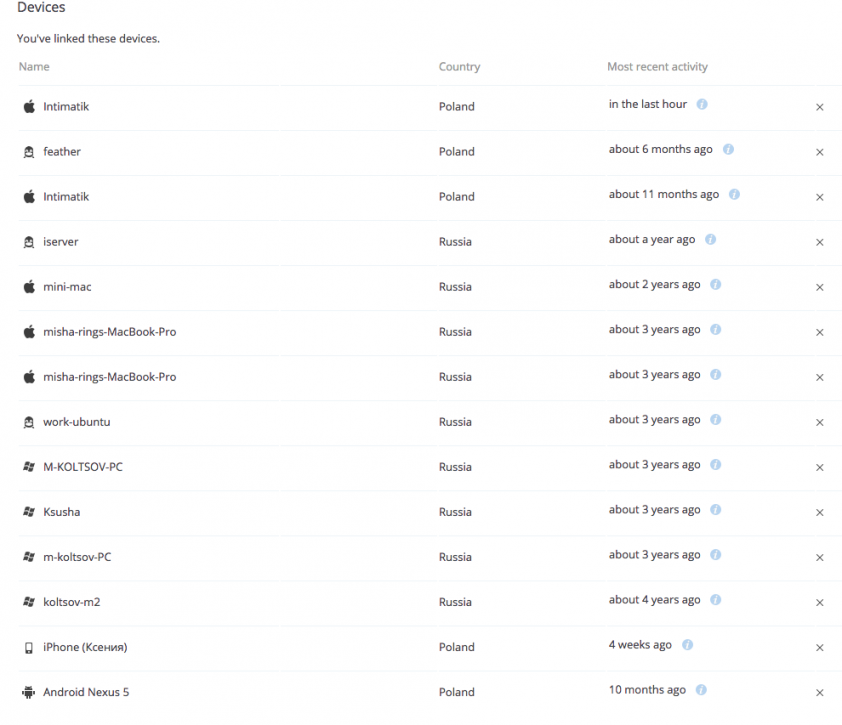 Devices
You've linked these devices.
Name Country Most recent activity
Intimatik Poland in the last hour
feather Poland about 6 months ago
Intimatik Poland about 11 months ago
iserver Russia about a year ago
mini-mac Russia about 2 years ago
misha-rings-MacBook-Pro Russia about 3 years ago
misha-rings-MacBook-Pro Russia about 3 years ago
work-ubuntu Russia about 3 years ago
M-KOLTSOV-PC Russia about 3 years ago
Ksusha Russia about 3 years ago
m-koltsov-PC Russia about 3 years ago
koltsov-m2 Russia about 4 years ago
iPhone (Ксения) Poland 4 weeks ago
Android Nexus 5 Poland 10 months ago